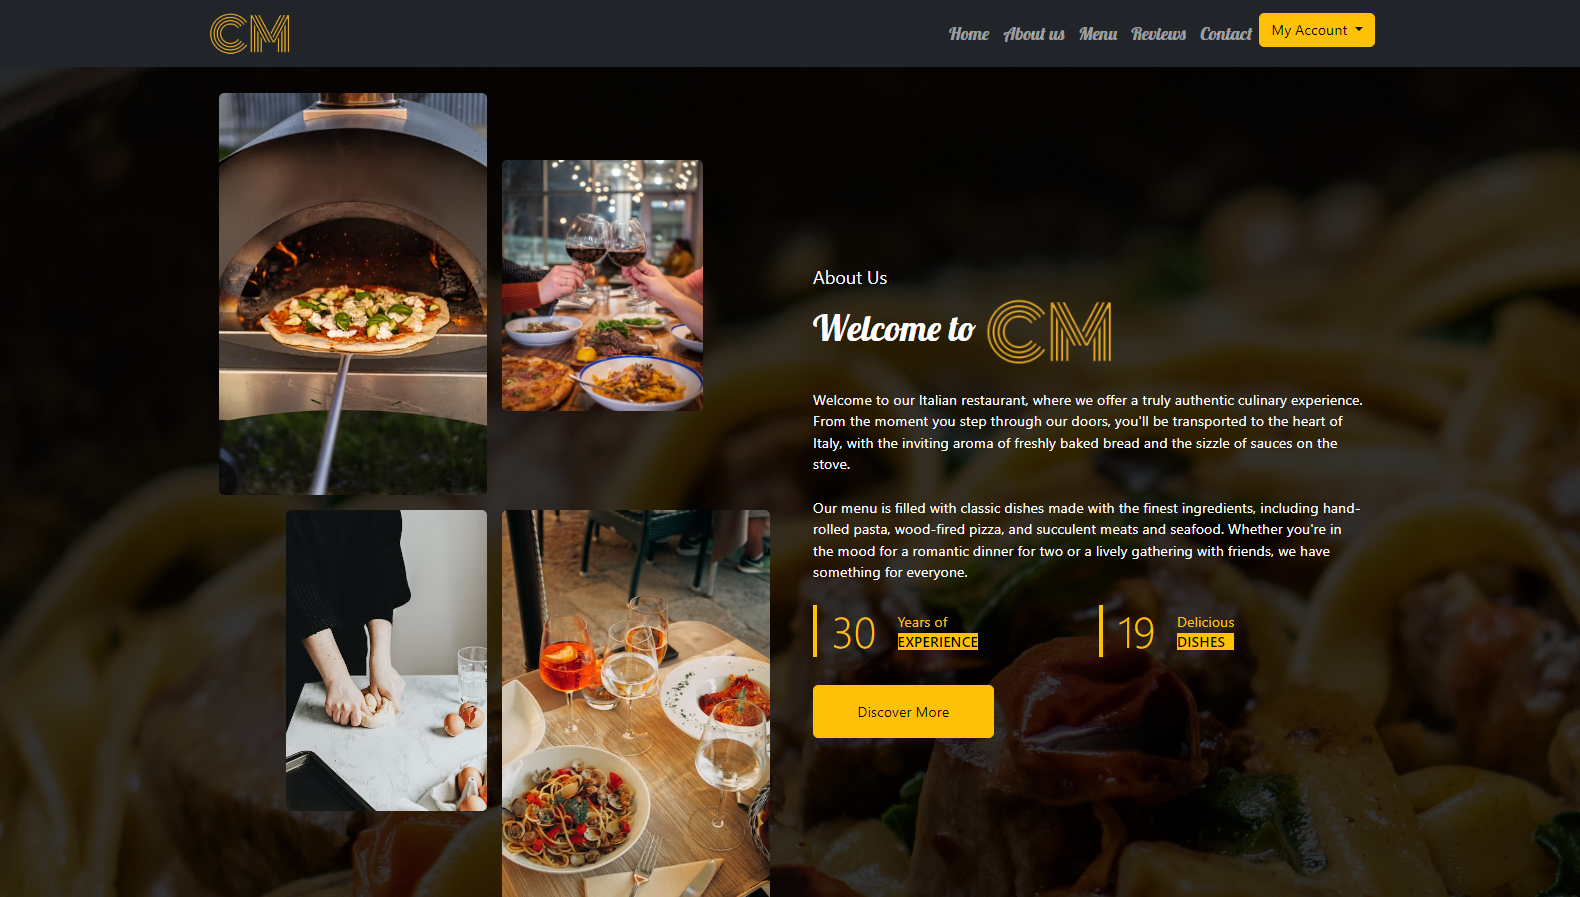 CM
Home About us Menu Reviews Contact My Account
About Us
Welcome to CM
Welcome to our Italian restaurant, where we offer a truly authentic culinary experience.
From the moment you step through our doors, you'll be transported to the heart of
Italy, with the inviting aroma of freshly baked bread and the sizzle of sauces on the
stove.
Our menu is filled with classic dishes made with the finest ingredients, including hand-
rolled pasta, wood-fired pizza, and succulent meats and seafood. Whether you're in
the mood for a romantic dinner for two or a lively gathering with friends, we have
something for everyone.
30 Years of
EXPERIENCE
19 Delicious
DISHES
Discover More